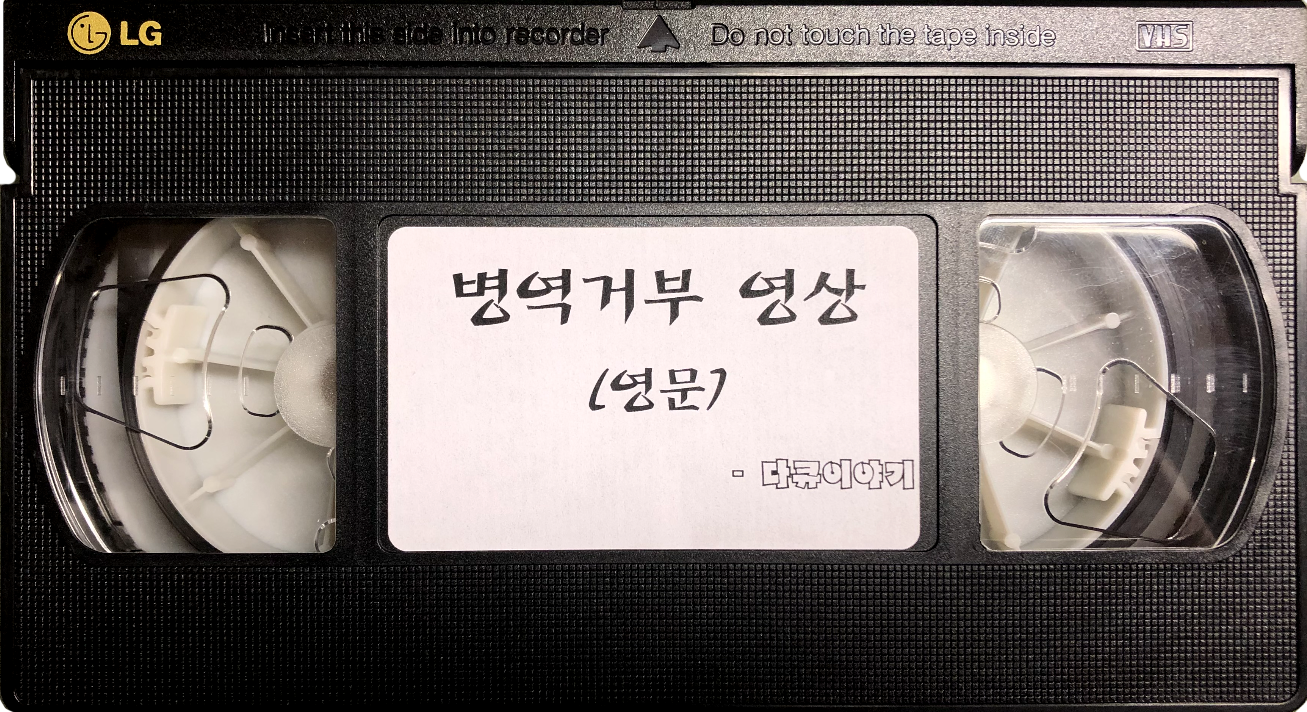 LG Insert this side into recorder Do not touch the tape inside VHS
병역거부 영상
(영문)
- 다큐이야기